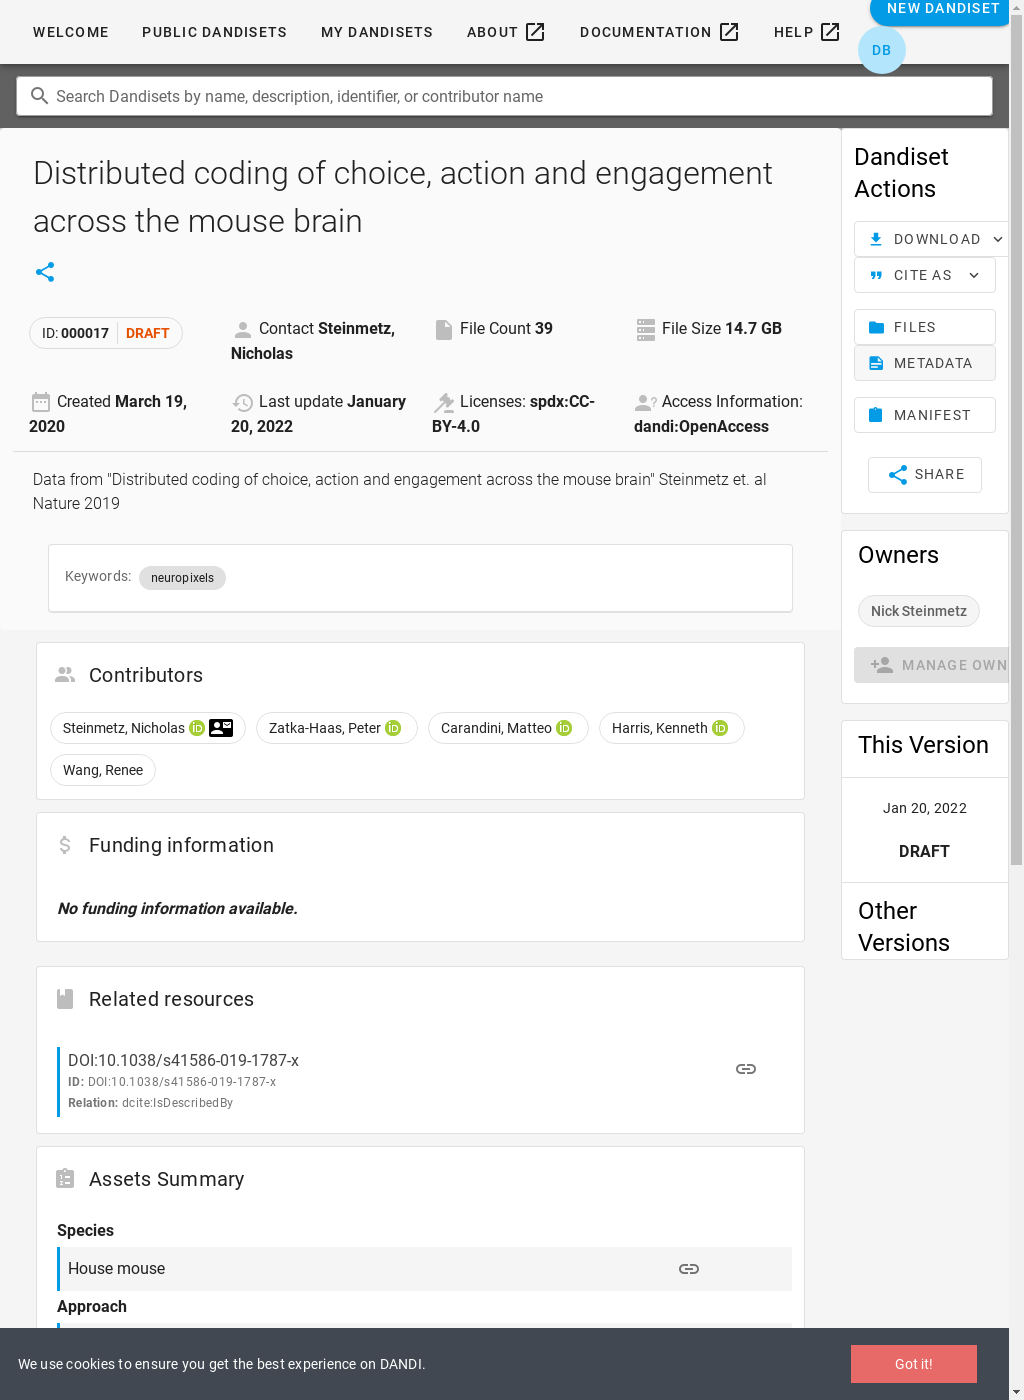 WELCOME PUBLIC DANDISETS MY DANDISETS ABOUT DOCUMENTATION HELP NEW DANDISET
DB
Search Dandisets by name, description, identifier, or contributor name
Distributed coding of choice, action and engagement
across the mouse brain
ID: 000017 DRAFT
Contact Steinmetz,
Nicholas
File Count 39
File Size 14.7 GB
Created March 19,
2020
Last update January
20, 2022
Licenses: spdx:CC-
BY-4.0
Access Information:
dandi:OpenAccess
Data from "Distributed coding of choice, action and engagement across the mouse brain" Steinmetz et. al
Nature 2019
Keywords: neuropixels
Contributors
Steinmetz, Nicholas iD Zatka-Haas, Peter iD Carandini, Matteo iD Harris, Kenneth iD
Wang, Renee
Funding information
No funding information available.
Related resources
DOI:10.1038/s41586-019-1787-x
ID: DOI:10.1038/s41586-019-1787-x
Relation: dcite:IsDescribedBy
Assets Summary
Species
House mouse
Approach
Dandiset
Actions
DOWNLOAD
CITE AS
FILES
METADATA
MANIFEST
SHARE
Owners
Nick Steinmetz
MANAGE OWN
This Version
Jan 20, 2022
DRAFT
Other
Versions
We use cookies to ensure you get the best experience on DANDI.
Got it!